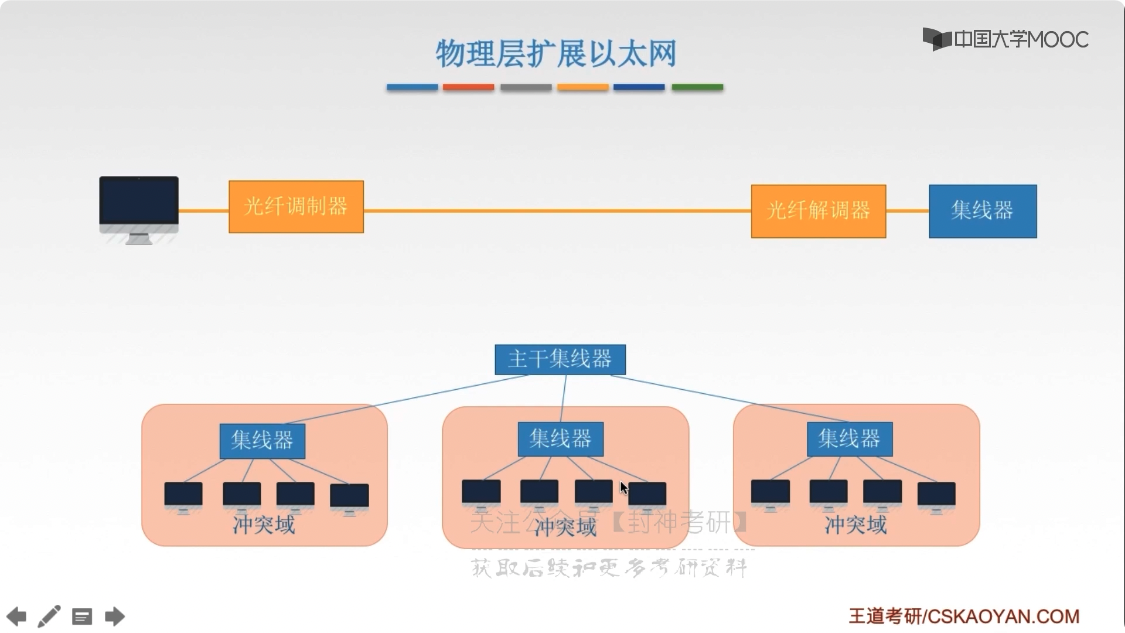 物理层扩展以太网
中国大学MOOC
光纤调制器
光纤解调器
集线器
主干集线器
集线器
集线器
集线器
冲突域
冲突域
冲突域
关注公众号【封神考研】
获取后续和更多考研资料
王道考研/CSKAOYAN.COM